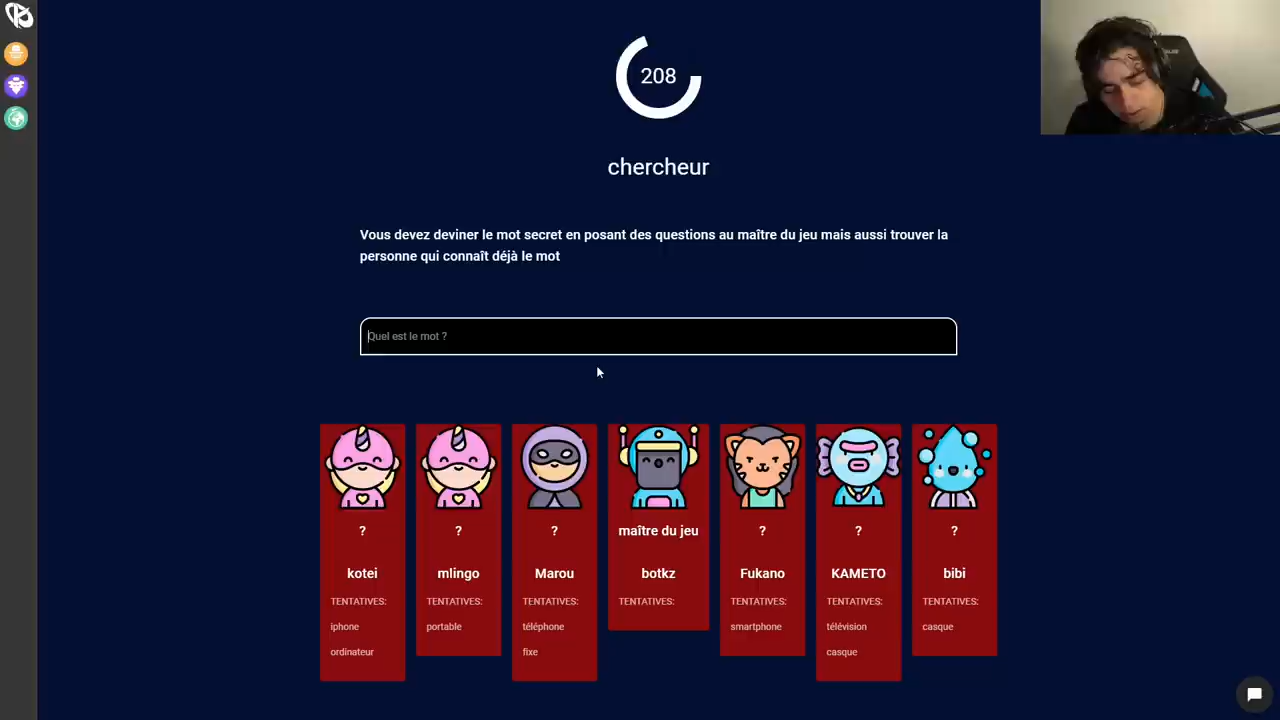 208
chercheur
Vous devez deviner le mot secret en posant des questions au maître du jeu mais aussi trouver la
personne qui connaît déjà le mot
Quel est le mot ?
?
kotei
TENTATIVES:
iphone
ordinateur
?
mlingo
TENTATIVES:
portable
?
Marou
TENTATIVES:
téléphone
fixe
maître du jeu
botkz
TENTATIVES:
?
Fukano
TENTATIVES:
smartphone
?
KAMETO
TENTATIVES:
télévision
casque
?
bibi
TENTATIVES:
casque